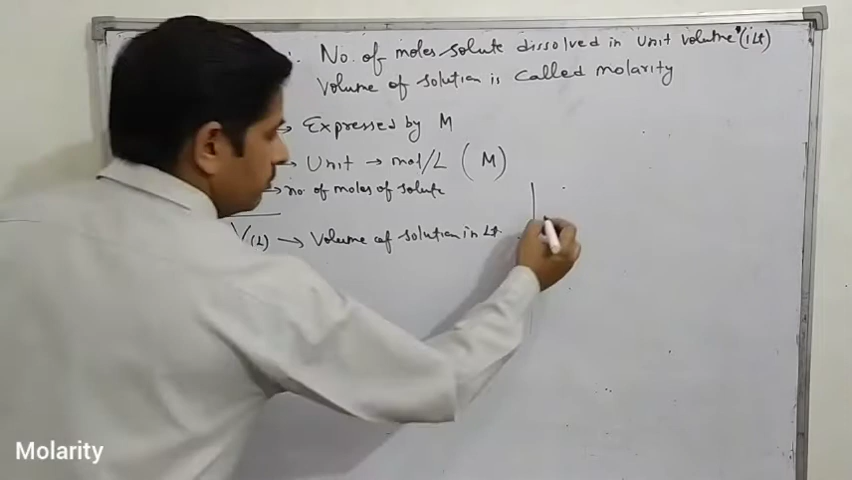 No. of moles solute dissolved in unit volume (1Lt)
Volume of solution is called molarity
→ Expressed by M
→ Unit → mol/L (M)
→ no. of moles of solute
V(L) → Volume of solution in Lt.
Molarity